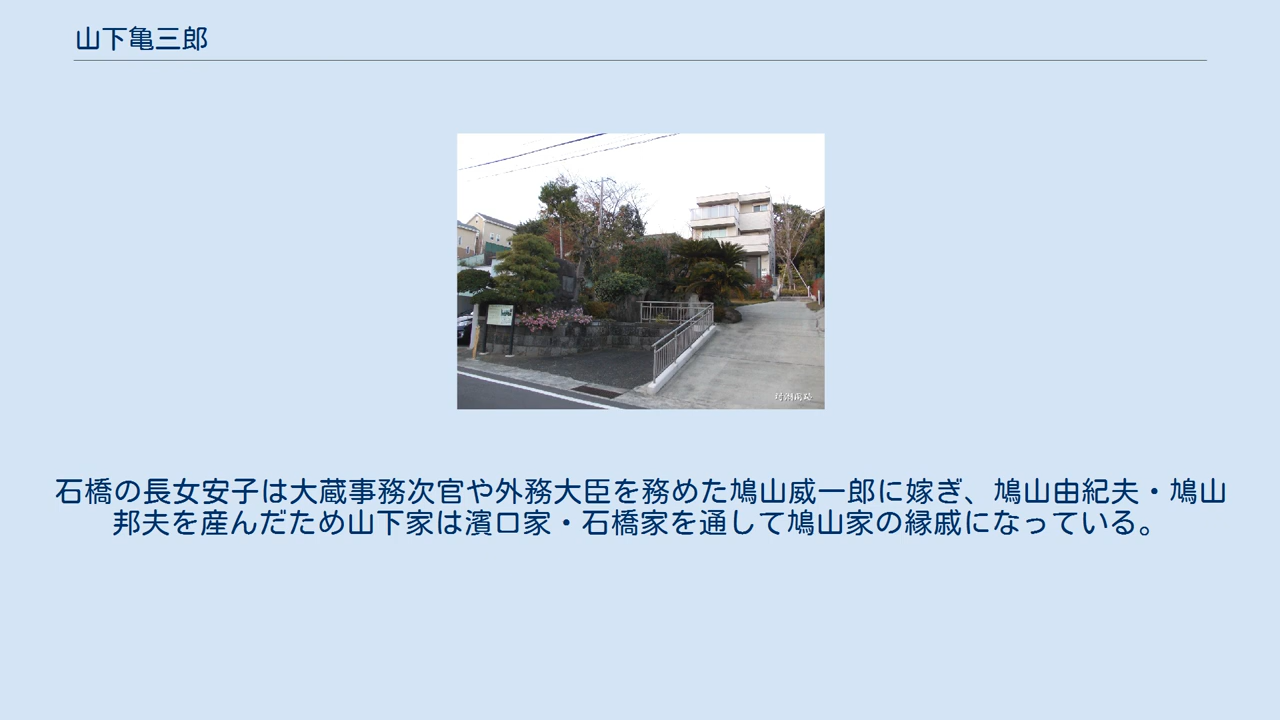 山下亀三郎
石橋の長女安子は大蔵事務次官や外務大臣を務めた鳩山威一郎に嫁ぎ、鳩山由紀夫・鳩山
邦夫を産んだため山下家は濱口家・石橋家を通して鳩山家の縁戚になっている。